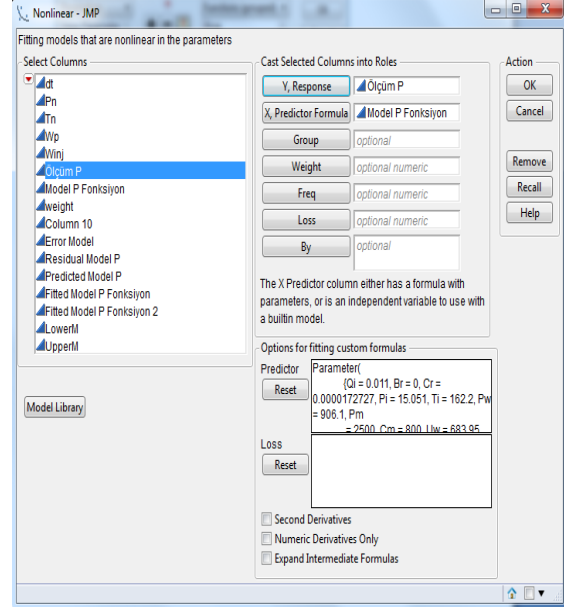 Nonlinear - JMP
Fitting models that are nonlinear in the parameters
Select Columns
dt
Pn
Tn
Wp
Winj
Ölçüm P
Model P Fonksiyon
weight
Column 10
Error Model
Residual Model P
Predicted Model P
Fitted Model P Fonksiyon
Fitted Model P Fonksiyon 2
LowerM
UpperM
Model Library
Cast Selected Columns into Roles
Y, Response Ölçüm P
X, Predictor Formula Model P Fonksiyon
Group optional
Weight optional numeric
Freq optional numeric
Loss optional numeric
By optional
The X Predictor column either has a formula with
parameters, or is an independent variable to use with
a builtin model.
Options for fitting custom formulas
Predictor
Reset
Parameter(
{Qi = 0.011, Br = 0, Cr =
0.0000172727, Pi = 15.051, Ti = 162.2, Pw
= 906.1, Pm
= 2500, Cm = 800, Uw = 683.95
Loss
Reset
Second Derivatives
Numeric Derivatives Only
Expand Intermediate Formulas
Action
OK
Cancel
Remove
Recall
Help